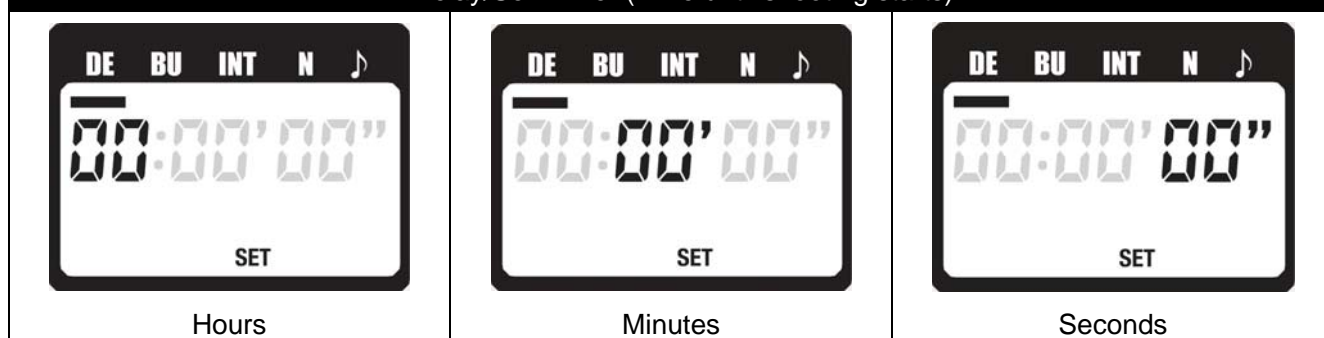 DE BU INT N ♪
00:00’00”
SET
Hours
DE BU INT N ♪
00:00’00”
SET
Minutes
DE BU INT N ♪
00:00’00”
SET
Seconds